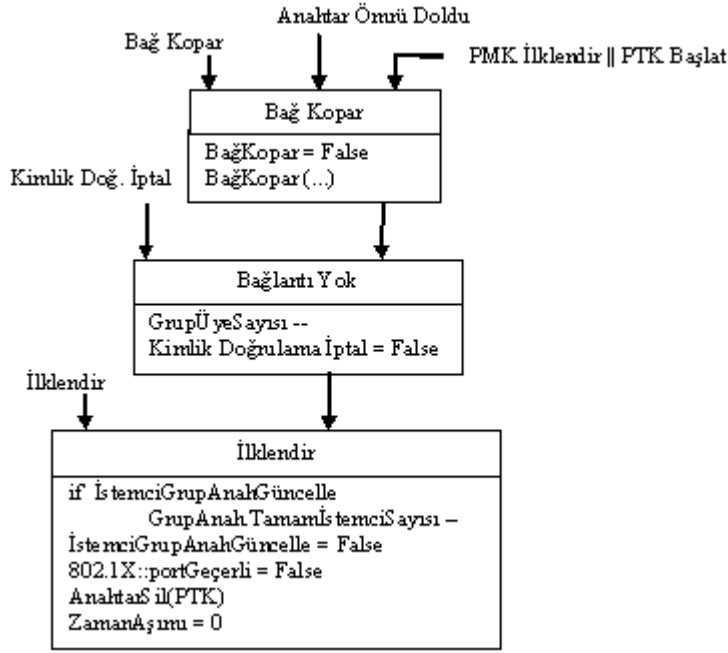 Anahtar Ömrü Doldu
Bağ Kopar
PMK İlklendir || PTK Başlat
Bağ Kopar
BağKopar = False
BağKopar (...)
Kimlik Doğ. İptal
Bağlantı Yok
GrupÜyeSayısı --
Kimlik Doğrulama İptal = False
İlklendir
İlklendir
if İstemciGrupAnahGüncelle
GrupAnah.TamamİstemciSayısı –
İstemciGrupAnahGüncelle = False
802.1X::portGeçerli = False
AnahtarSil(PTK)
ZamanAşımı = 0